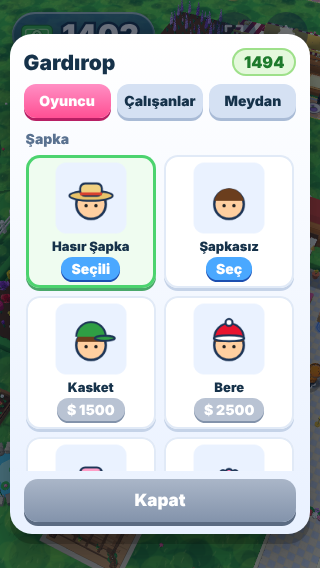 Gardırop
1494
Oyuncu
Çalışanlar
Meydan
Şapka
Hasır Şapka
Şapkasız
Seçili
Seç
Kasket
Bere
$ 1500
$ 2500
Kapat